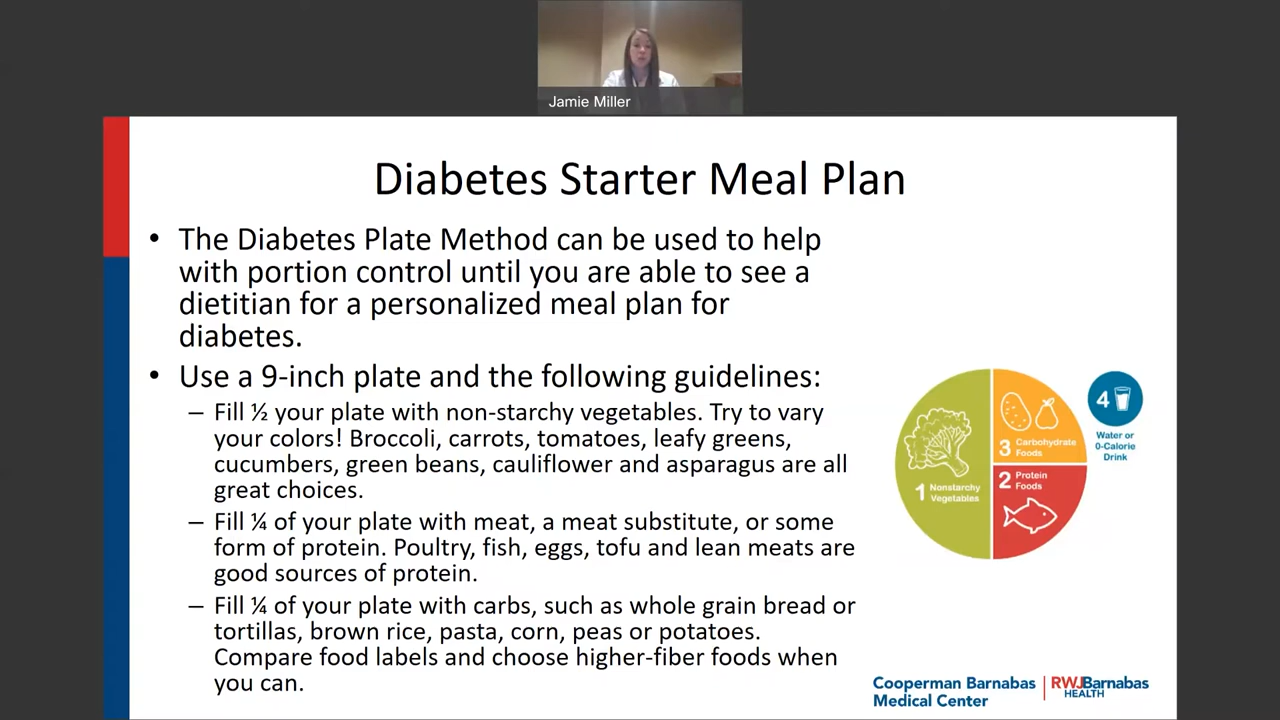 Jamie Miller
Diabetes Starter Meal Plan
• The Diabetes Plate Method can be used to help
with portion control until you are able to see a
dietitian for a personalized meal plan for
diabetes.
• Use a 9-inch plate and the following guidelines:
– Fill ½ your plate with non-starchy vegetables. Try to vary
your colors! Broccoli, carrots, tomatoes, leafy greens,
cucumbers, green beans, cauliflower and asparagus are all
great choices.
– Fill ¼ of your plate with meat, a meat substitute, or some
form of protein. Poultry, fish, eggs, tofu and lean meats are
good sources of protein.
– Fill ¼ of your plate with carbs, such as whole grain bread or
tortillas, brown rice, pasta, corn, peas or potatoes.
Compare food labels and choose higher-fiber foods when
you can.
1 Nonstarchy
Vegetables
2 Protein
Foods
3 Carbohydrate
Foods
4
Water or
0-Calorie
Drink
Cooperman Barnabas
Medical Center
RWJBarnabas
HEALTH